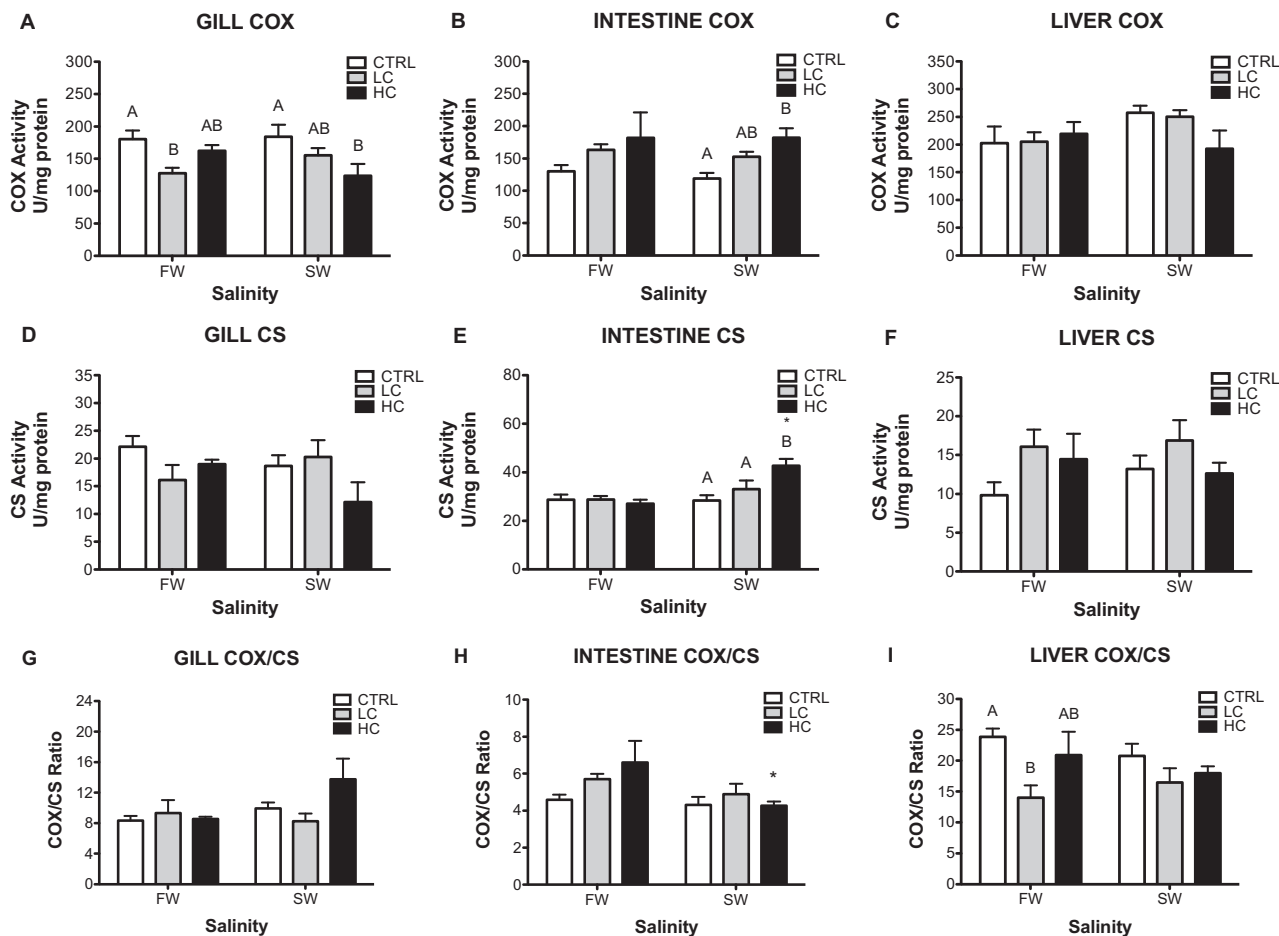 A
GILL COX
CTRL
LC
HC
300
250
200
150
100
50
0
COX Activity
U/mg protein
A
B
AB
A
AB
B
FW
SW
Salinity
B
INTESTINE COX
CTRL
LC
HC
300
250
200
150
100
50
0
COX Activity
U/mg protein
A
AB
B
FW
SW
Salinity
C
LIVER COX
CTRL
LC
HC
350
300
250
200
150
100
50
0
COX Activity
U/mg protein
FW
SW
Salinity
D
GILL CS
CTRL
LC
HC
35
30
25
20
15
10
5
0
CS Activity
U/mg protein
FW
SW
Salinity
E
INTESTINE CS
CTRL
LC
HC
80
60
40
20
0
CS Activity
U/mg protein
A
A
*
B
FW
SW
Salinity
F
LIVER CS
CTRL
LC
HC
25
20
15
10
5
0
CS Activity
U/mg protein
FW
SW
Salinity
G
GILL COX/CS
CTRL
LC
HC
24
20
16
12
8
4
0
COX/CS Ratio
FW
SW
Salinity
H
INTESTINE COX/CS
CTRL
LC
HC
10
8
6
4
2
0
COX/CS Ratio
*
FW
SW
Salinity
I
LIVER COX/CS
CTRL
LC
HC
30
25
20
15
10
5
0
COX/CS Ratio
A
B
AB
FW
SW
Salinity